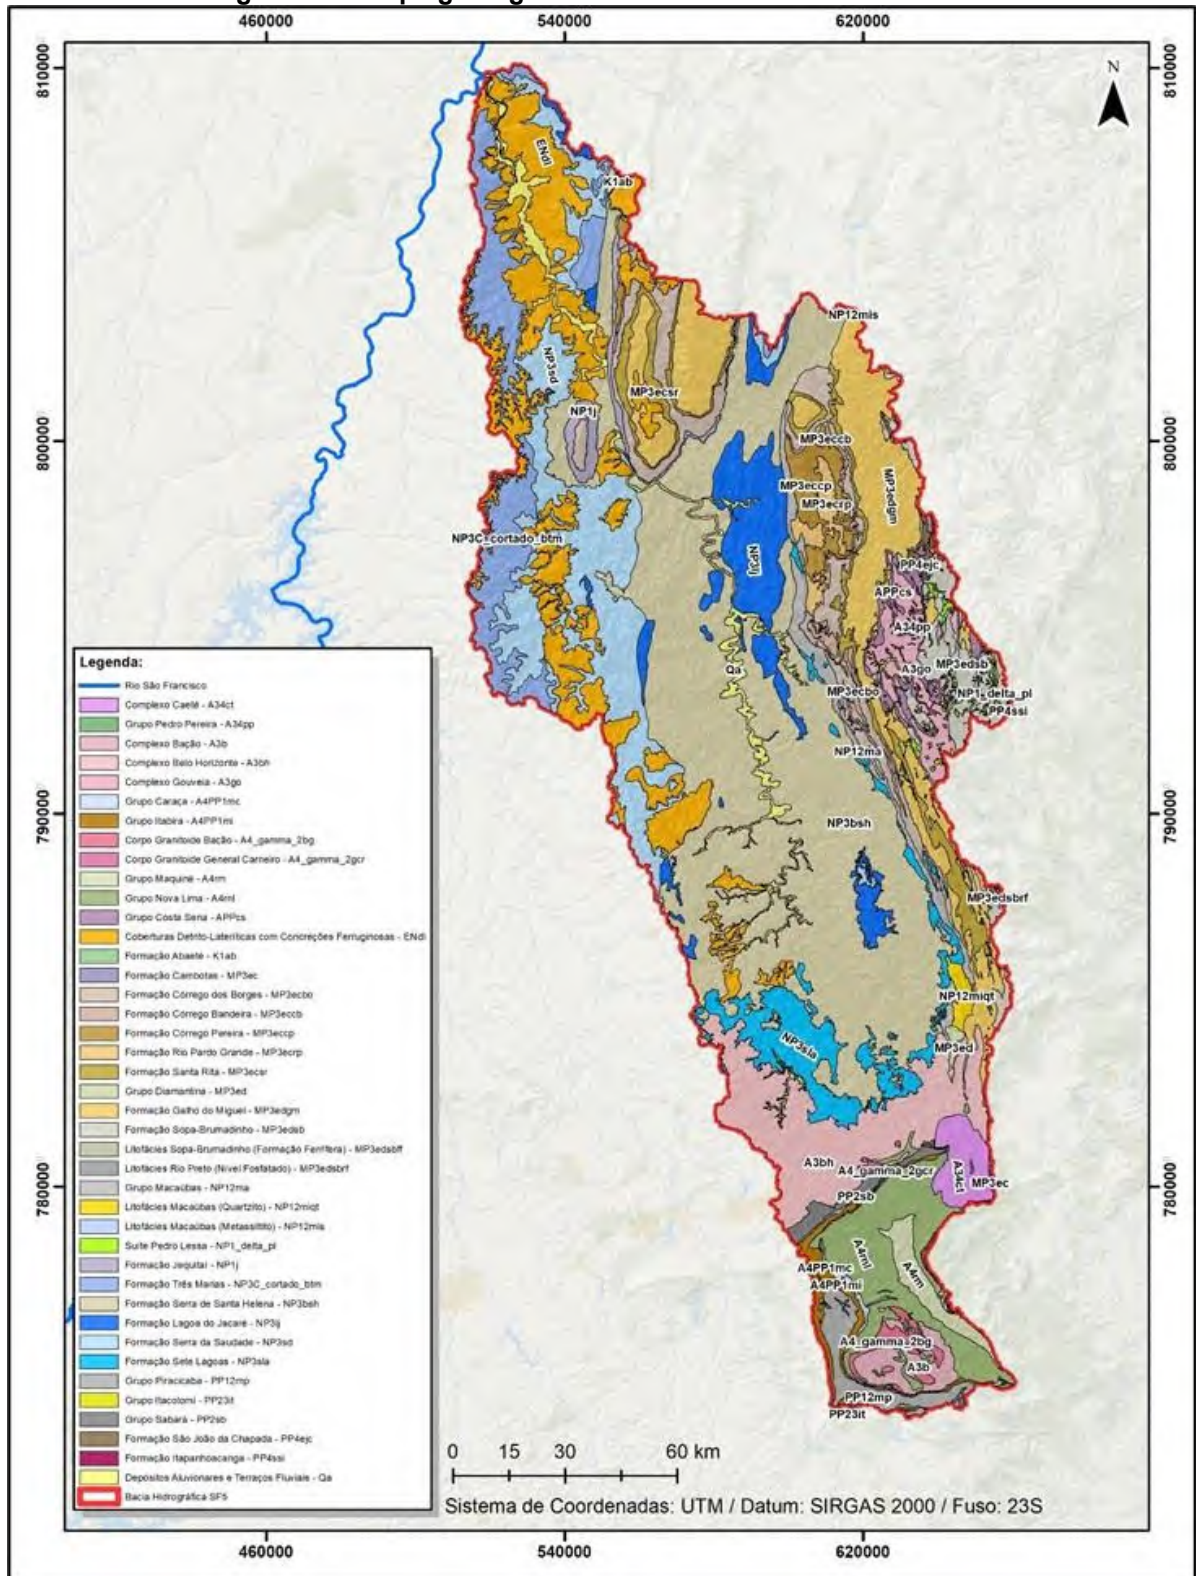 460000 540000 620000
810000 810000
N
ENdl
K1ab
NP12mis
NP3sd
MP3ecsr
NP1j
MP3eccb
800000 800000
MP3eccp
MP3edgm
MP3ecrp
NP3C_cortado_btm
NP3lj
PP4ejc
APPcs
A34pp
Qa
A3go
MP3edsb
MP3ecbo
NP1_delta_pl
PP4ssi
NP12ma
790000 790000
NP3bsh
MP3edsbrf
NP12miqt
NP3sla
MP3ed
A3bh
A4_gamma_2gcr
A34ct
MP3ec
780000 780000
PP2sb
A4rnl
A4rm
A4PP1mc
A4PP1mi
A4_gamma_2bg
A3b
PP12mp
PP23it
Legenda:
Rio São Francisco
Complexo Caeté - A34ct
Grupo Pedro Pereira - A34pp
Complexo Bação - A3b
Complexo Belo Horizonte - A3bh
Complexo Gouveia - A3go
Grupo Caraça - A4PP1mc
Grupo Itabira - A4PP1mi
Corpo Granitoide Bação - A4_gamma_2bg
Corpo Granitoide General Carneiro - A4_gamma_2gcr
Grupo Maquiné - A4rm
Grupo Nova Lima - A4rnl
Grupo Costa Sena - APPcs
Coberturas Detrito-Lateríticas com Concreções Ferruginosas - ENdl
Formação Abaeté - K1ab
Formação Cambotas - MP3ec
Formação Córrego dos Borges - MP3ecbo
Formação Córrego Bandeira - MP3eccb
Formação Córrego Pereira - MP3eccp
Formação Rio Pardo Grande - MP3ecrp
Formação Santa Rita - MP3ecsr
Grupo Diamantina - MP3ed
Formação Galho do Miguel - MP3edgm
Formação Sopa-Brumadinho - MP3edsb
Litofácies Sopa-Brumadinho (Formação Ferrífera) - MP3edsbff
Litofácies Rio Preto (Nível Fosfatado) - MP3edsbrf
Grupo Macaúbas - NP12ma
Litofácies Macaúbas (Quartzito) - NP12miqt
Litofácies Macaúbas (Metassiltito) - NP12mis
Suíte Pedro Lessa - NP1_delta_pl
Formação Jequitaí - NP1j
Formação Três Marias - NP3C_cortado_btm
Formação Serra de Santa Helena - NP3bsh
Formação Lagoa do Jacaré - NP3lj
Formação Serra da Saudade - NP3sd
Formação Sete Lagoas - NP3sla
Grupo Piracicaba - PP12mp
Grupo Itacolomi - PP23it
Grupo Sabará - PP2sb
Formação São João da Chapada - PP4ejc
Formação Itapanhoacanga - PP4ssi
Depósitos Aluvionares e Terraços Fluviais - Qa
Bacia Hidrográfica SF5
0 15 30 60 km
Sistema de Coordenadas: UTM / Datum: SIRGAS 2000 / Fuso: 23S
460000 540000 620000